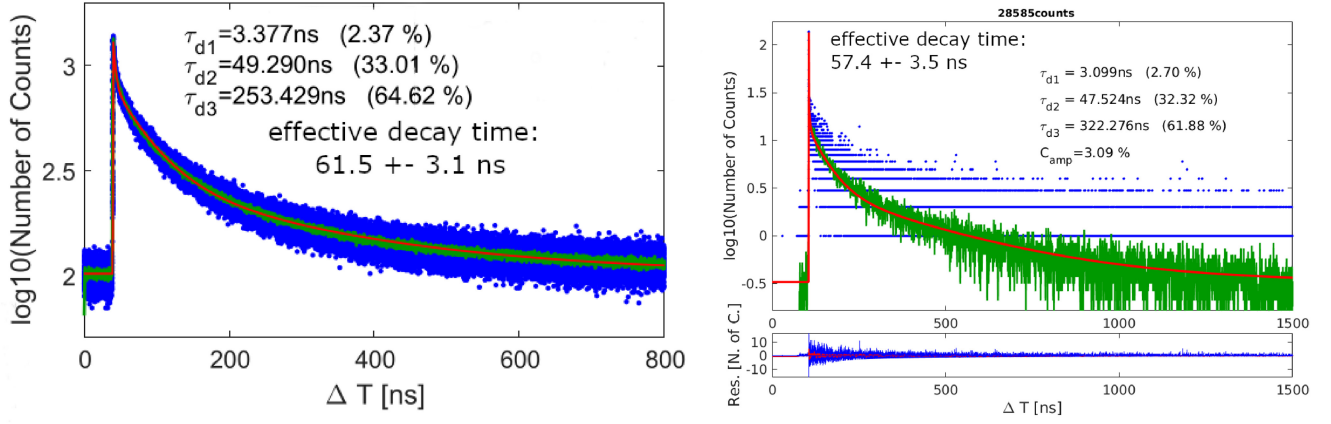 τd1=3.377ns (2.37 %)
τd2=49.290ns (33.01 %)
τd3=253.429ns (64.62 %)
effective decay time:
61.5 +- 3.1 ns
log10(Number of Counts)
3
2.5
2
0 200 400 600 800
Δ T [ns]
28585counts
effective decay time:
57.4 +- 3.5 ns
τd1 = 3.099ns (2.70 %)
τd2 = 47.524ns (32.32 %)
τd3 = 322.276ns (61.88 %)
Camp=3.09 %
log10(Number of Counts)
2
1.5
1
0.5
0
-0.5
0 500 1000 1500
Res. [N. of C.]
10
0
-10
0 500 1000 1500
Δ T [ns]